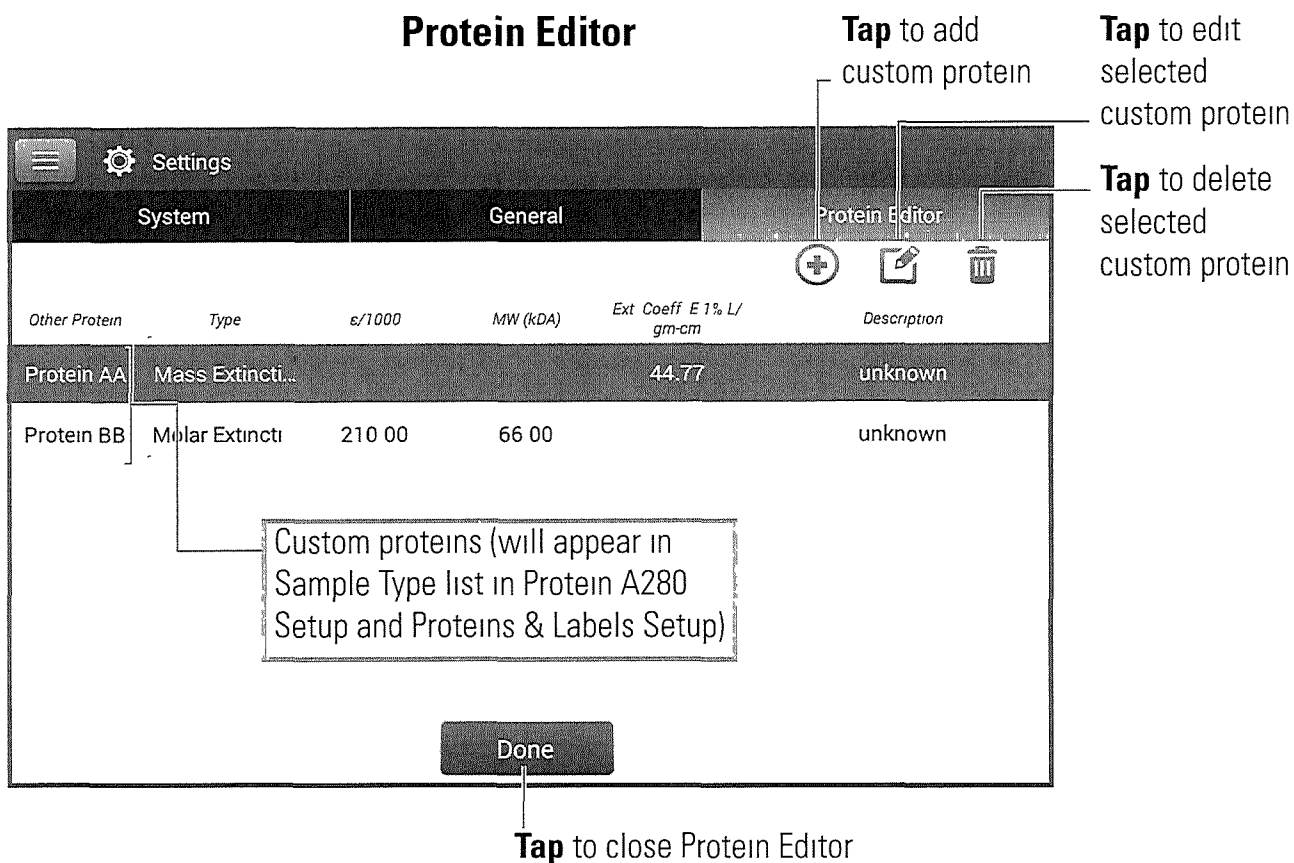 Protein Editor
Tap to add
custom protein
Tap to edit
selected
custom protein
Tap to delete
selected
custom protein
Settings
System General Protein Editor
Other Protein Type ε/1000 MW (kDA) Ext Coeff E 1% L/
gm-cm Description
Protein AA Mass Extincti... 44.77 unknown
Protein BB Molar Extincti 210 00 66 00 unknown
Custom proteins (will appear in
Sample Type list in Protein A280
Setup and Proteins & Labels Setup)
Done
Tap to close Protein Editor